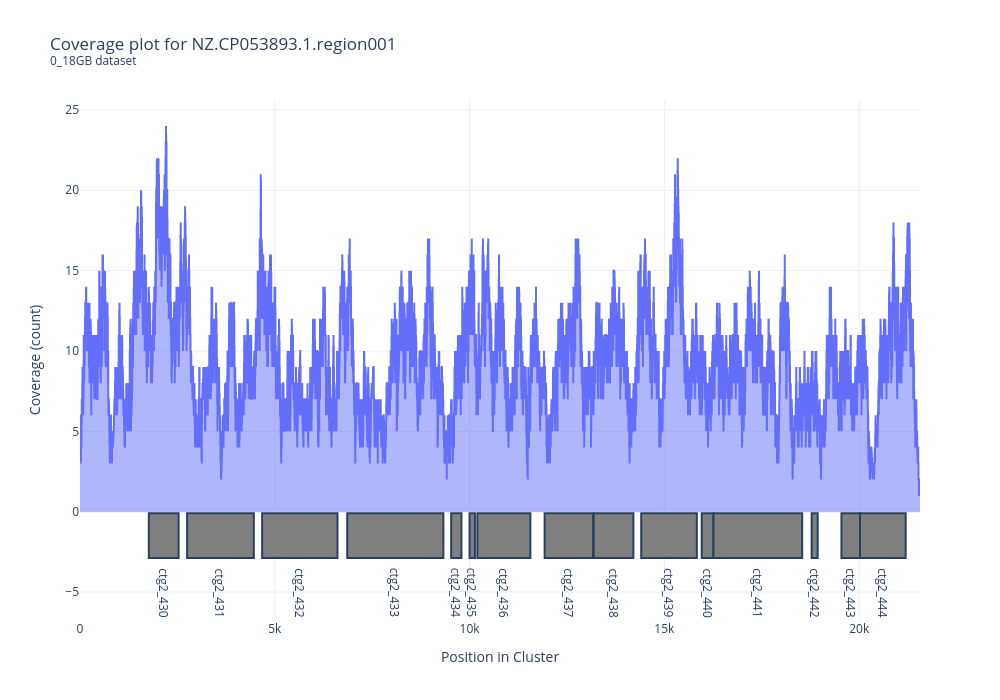 Coverage plot for NZ.CP053893.1.region001
0_18GB dataset
25
20
15
10
5
0
−5
Coverage (count)
ctg2_430
ctg2_431
ctg2_432
ctg2_433
ctg2_434
ctg2_435
ctg2_436
ctg2_437
ctg2_438
ctg2_439
ctg2_440
ctg2_441
ctg2_442
ctg2_443
ctg2_444
0
5k
10k
15k
20k
Position in Cluster